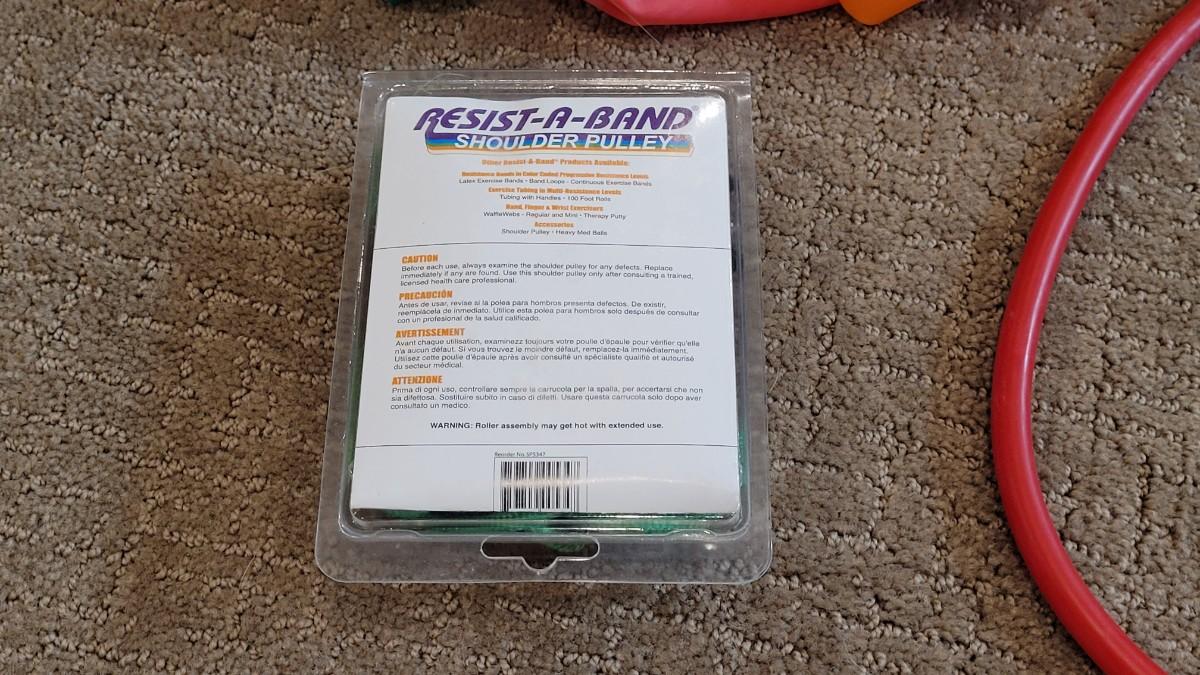 RESIST-A-BAND®
SHOULDER PULLEY
Other Resist-A-Band® Products Available:
Resistance Bands in Color Coded Progressive Resistance Levels
Latex Exercise Bands • Band Loops - Continuous Exercise Bands
Exercise Tubing in Multi-Resistance Levels
Tubing with Handles • 100 Foot Rolls
Hand, Finger & Wrist Exercisers
WaffleWebs - Regular and Mini • Therapy Putty
Accessories
Shoulder Pulley • Heavy Med Balls
CAUTION
Before each use, always examine the shoulder pulley for any defects. Replace
immediately if any are found. Use this shoulder pulley only after consulting a trained,
licensed health care professional.
PRECAUCIÓN
Antes de usar, revise si la polea para hombros presenta defectos. De existir,
reemplácela de inmediato. Utilice esta polea para hombros solo después de consultar
con un profesional de la salud calificado.
AVERTISSEMENT
Avant chaque utilisation, examinezz toujours votre poulie d'épaule pour vérifier qu'elle
n'a aucun défaut. Si vous trouvez le moindre défaut, remplacez-la immédiatement.
Utilisez cette poulie d'épaule après avoir consulté un spécialiste qualifié et autourisé
du secteur médical.
ATTENZIONE
Prima di ogni uso, controllare sempre la carrucola per la spalla, per accertarsi che non
sia difettosa. Sostituire subito in caso di difetti. Usare questa carrucola solo dopo aver
consultato un medico.
WARNING: Roller assembly may get hot with extended use.
Reorder No. SP5347